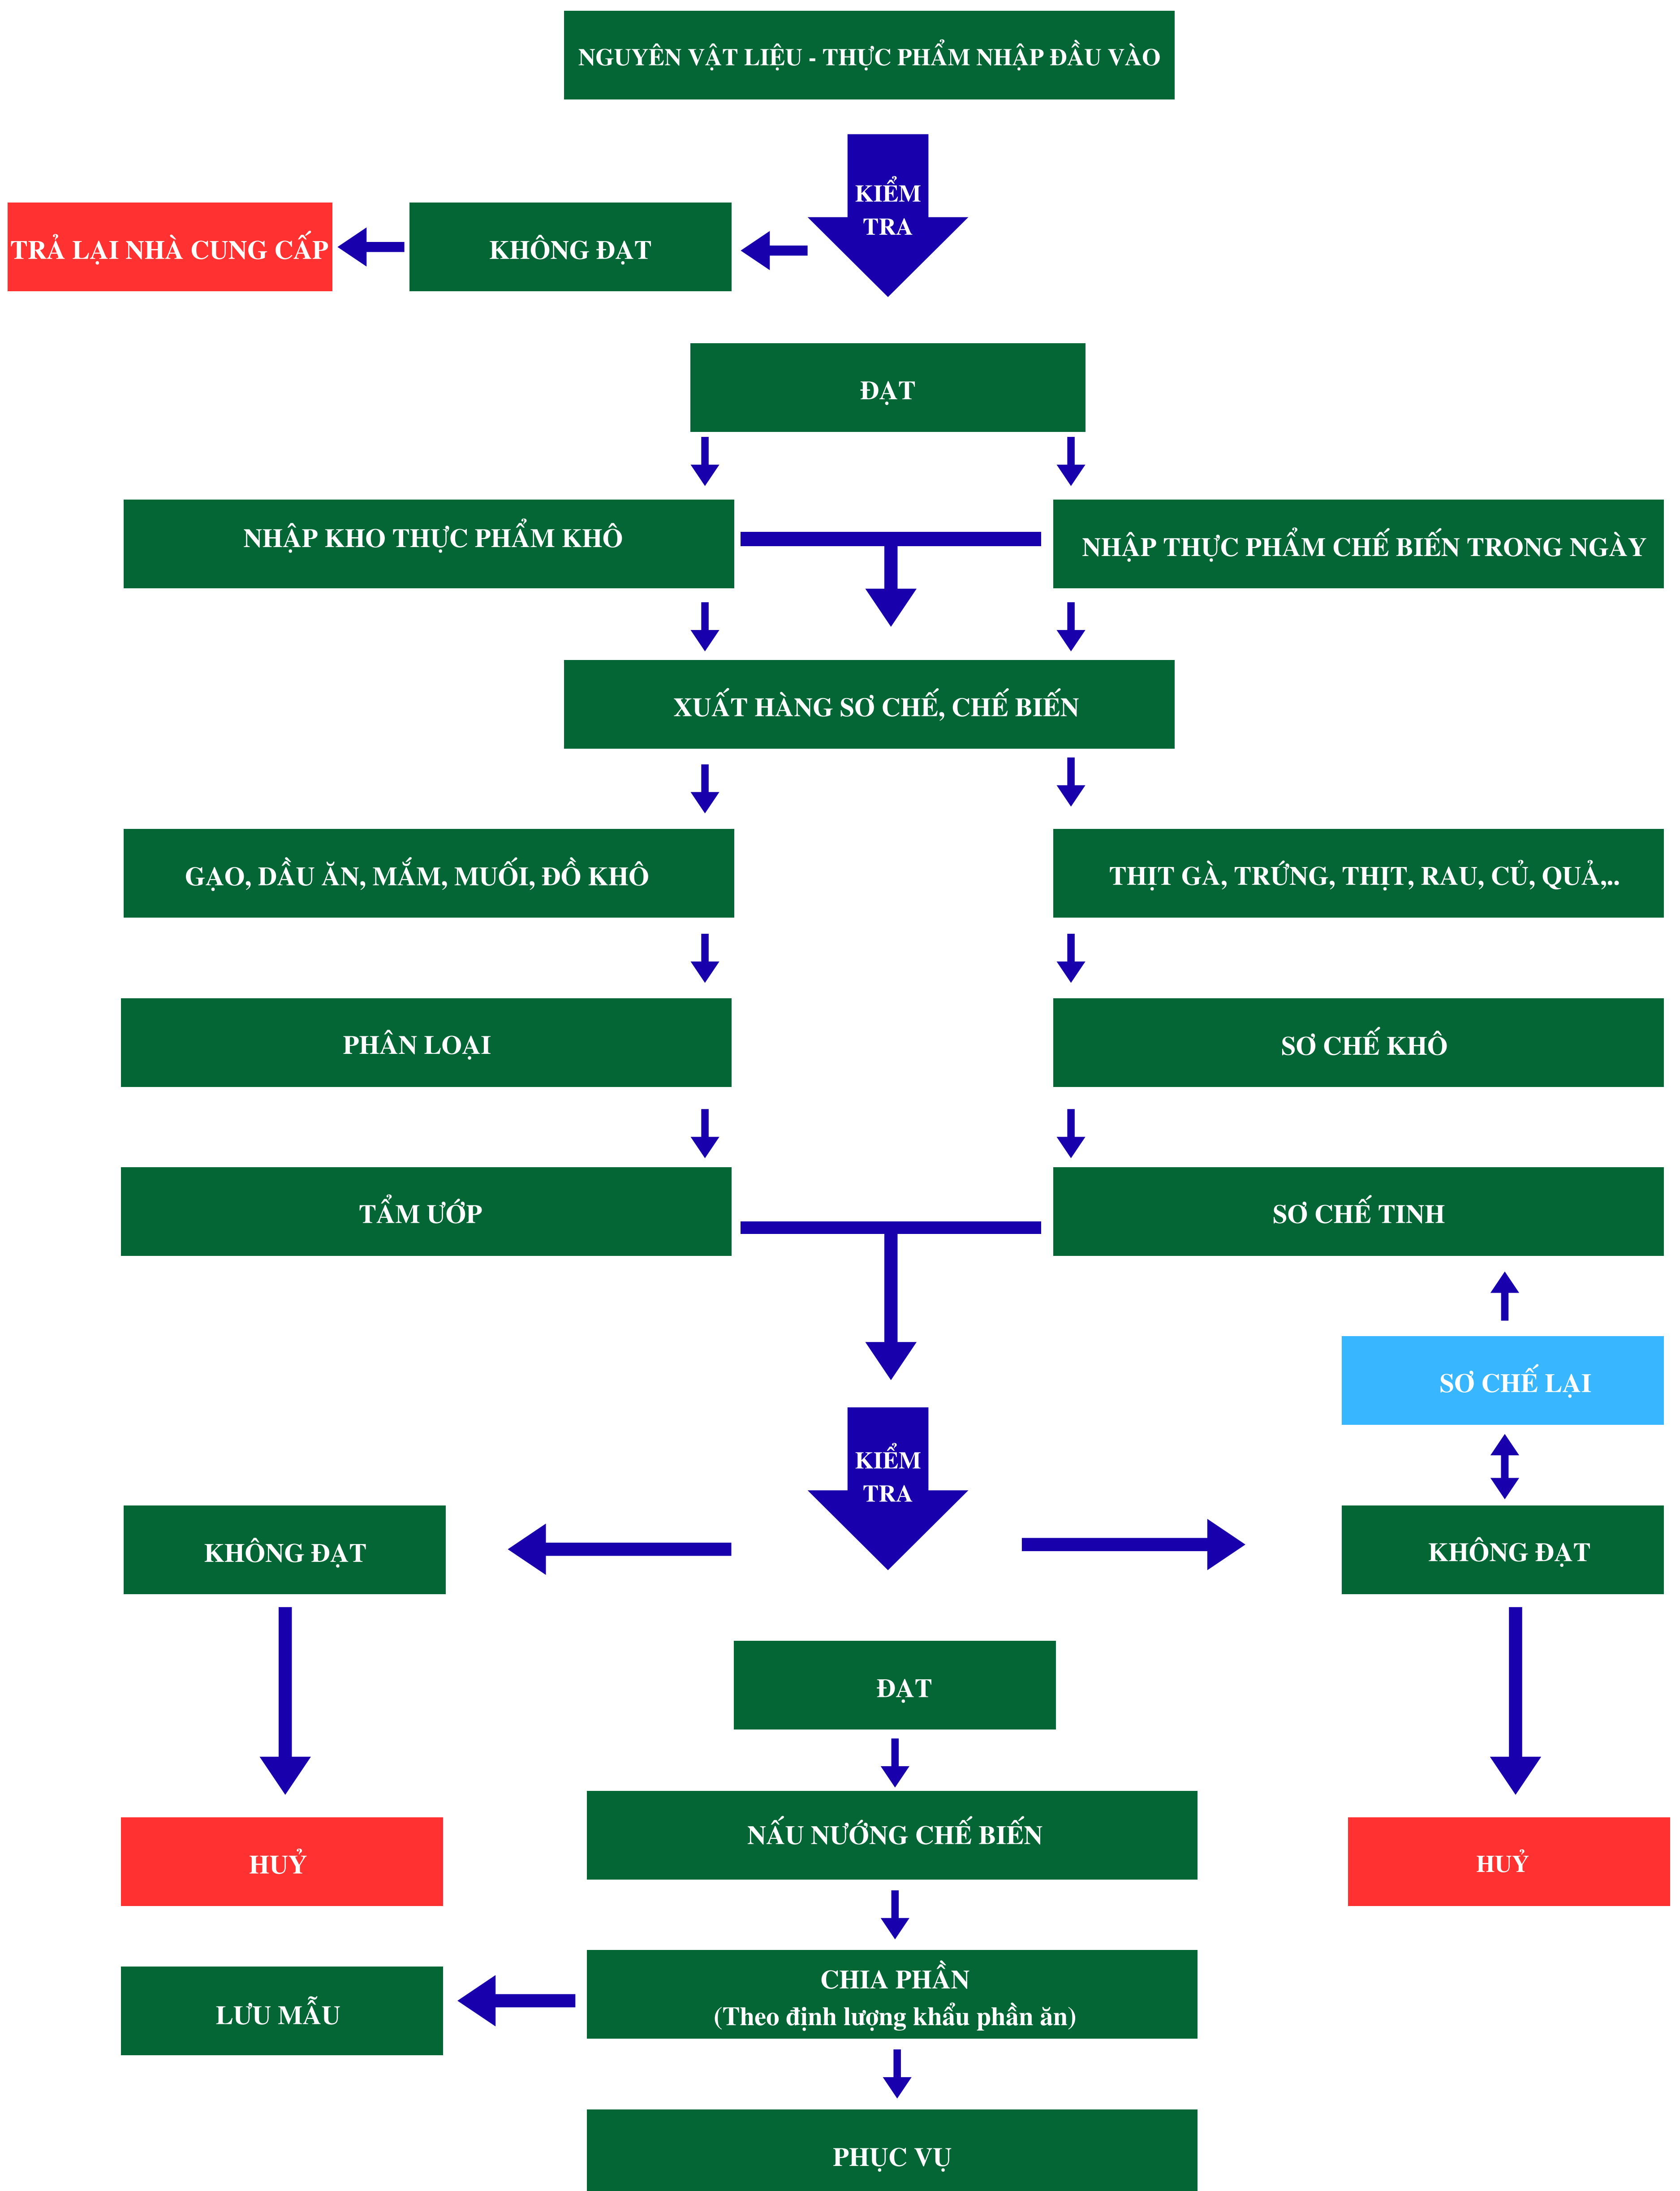 NGUYÊN VẬT LIỆU - THỰC PHẨM NHẬP ĐẦU VÀO
KIỂM
TRA
TRẢ LẠI NHÀ CUNG CẤP
KHÔNG ĐẠT
ĐẠT
NHẬP KHO THỰC PHẨM KHÔ
NHẬP THỰC PHẨM CHẾ BIẾN TRONG NGÀY
XUẤT HÀNG SƠ CHẾ, CHẾ BIẾN
GẠO, DẦU ĂN, MẮM, MUỐI, ĐỒ KHÔ
THỊT GÀ, TRỨNG, THỊT, RAU, CỦ, QUẢ,..
PHÂN LOẠI
SƠ CHẾ KHÔ
TẨM ƯỚP
SƠ CHẾ TINH
SƠ CHẾ LẠI
KIỂM
TRA
KHÔNG ĐẠT
KHÔNG ĐẠT
ĐẠT
NẤU NƯỚNG CHẾ BIẾN
HUỶ
HUỶ
CHIA PHẦN
(Theo định lượng khẩu phần ăn)
LƯU MẪU
PHỤC VỤ